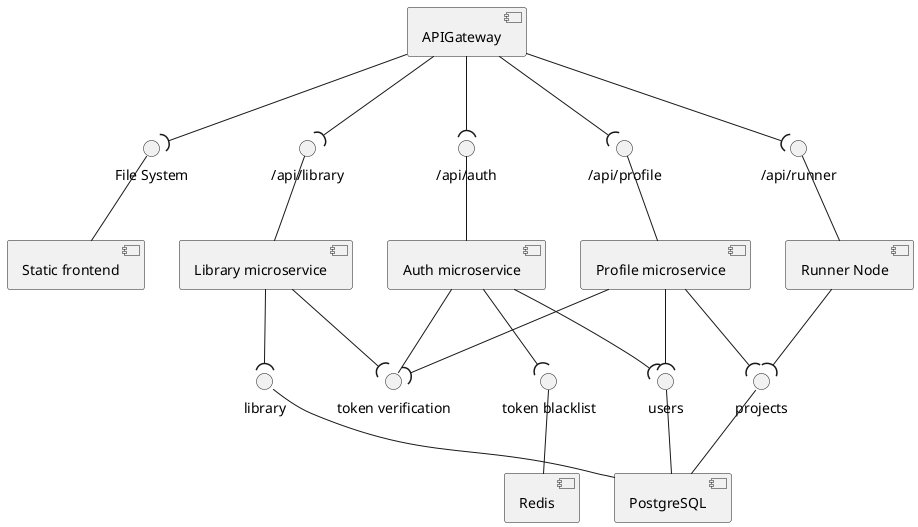 APIGateway
File System
/api/library
/api/auth
/api/profile
/api/runner
Static frontend
Library microservice
Auth microservice
Profile microservice
Runner Node
library
token verification
token blacklist
users
projects
Redis
PostgreSQL